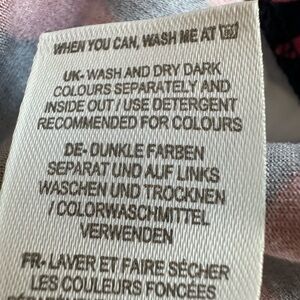 WHEN YOU CAN, WASH ME AT
UK- WASH AND DRY DARK
COLOURS SEPARATELY AND
INSIDE OUT / USE DETERGENT
RECOMMENDED FOR COLOURS
DE- DUNKLE FARBEN
SEPARAT UND AUF LINKS
WASCHEN UND TROCKNEN
/ COLORWASCHMITTEL
VERWENDEN
FR- LAVER ET FAIRE SÉCHER
LES COULEURS FONCÉES